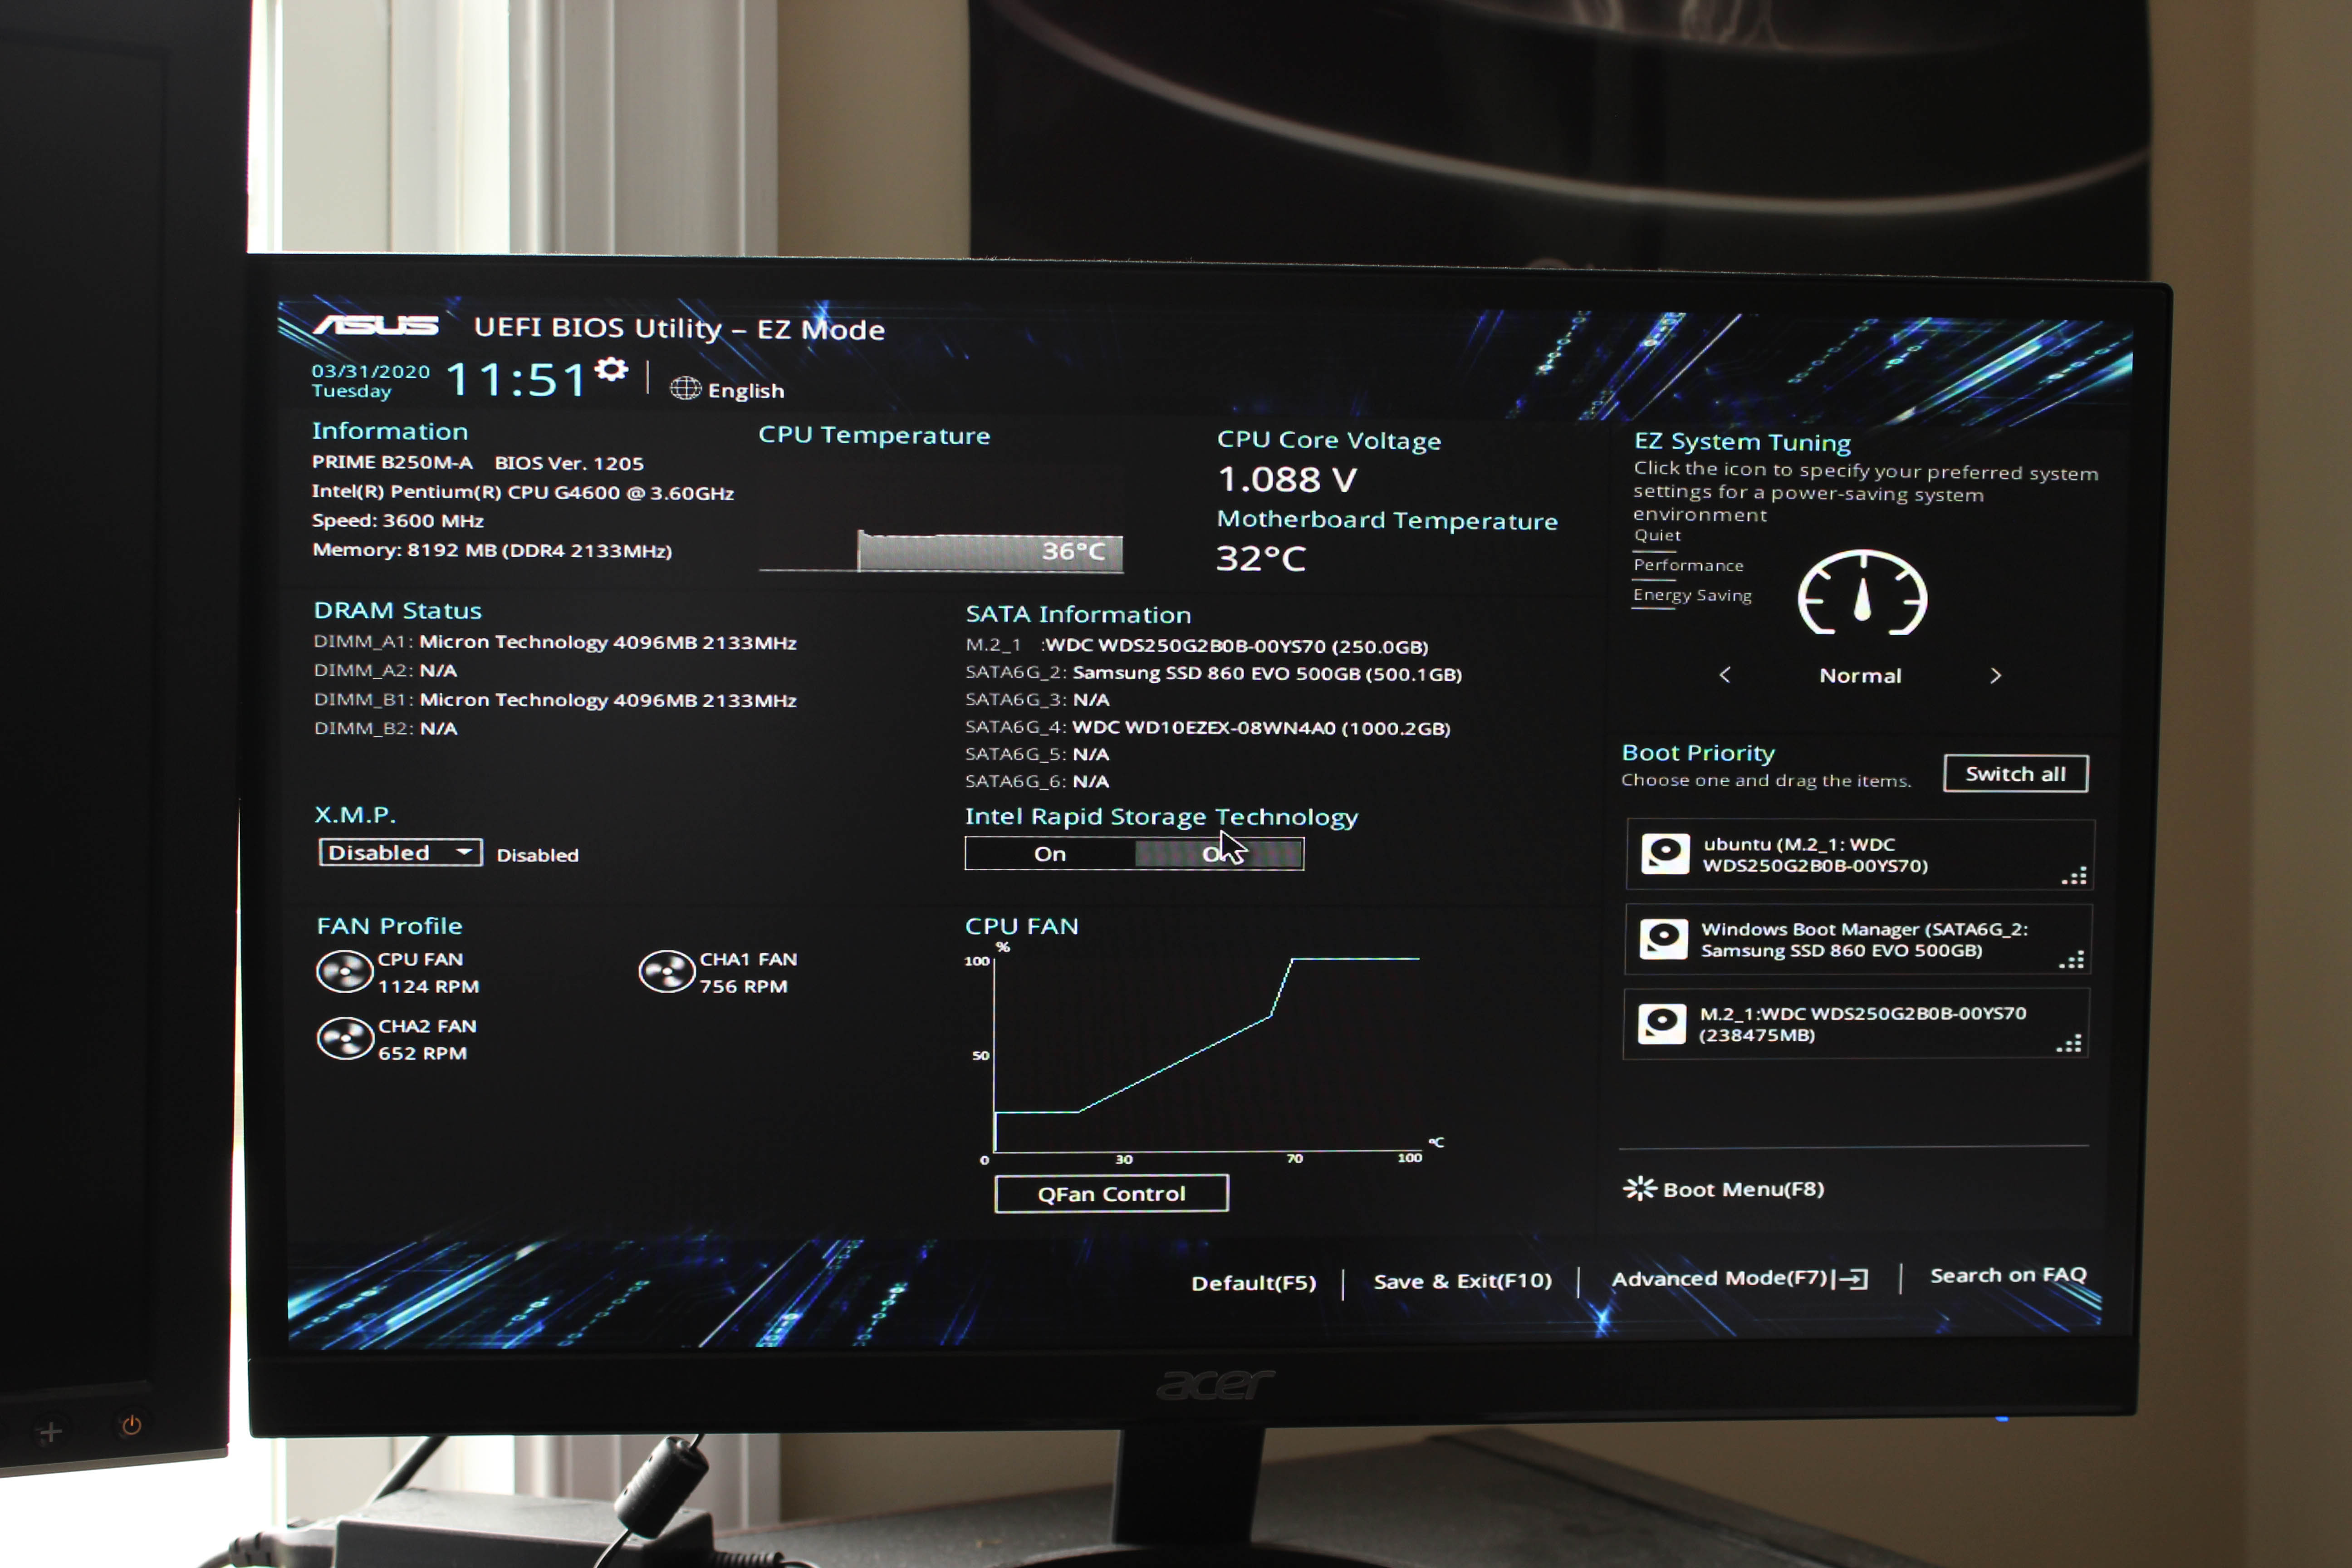 ASUS UEFI BIOS Utility – EZ Mode
03/31/2020
Tuesday
11:51
English
Information
PRIME B250M-A BIOS Ver. 1205
Intel(R) Pentium(R) CPU G4600 @ 3.60GHz
Speed: 3600 MHz
Memory: 8192 MB (DDR4 2133MHz)
CPU Temperature
36°C
CPU Core Voltage
1.088 V
Motherboard Temperature
32°C
EZ System Tuning
Click the icon to specify your preferred system
settings for a power-saving system
environment
Quiet
Performance
Energy Saving
< Normal >
DRAM Status
DIMM_A1: Micron Technology 4096MB 2133MHz
DIMM_A2: N/A
DIMM_B1: Micron Technology 4096MB 2133MHz
DIMM_B2: N/A
SATA Information
M.2_1 :WDC WDS250G2B0B-00YS70 (250.0GB)
SATA6G_2: Samsung SSD 860 EVO 500GB (500.1GB)
SATA6G_3: N/A
SATA6G_4: WDC WD10EZEX-08WN4A0 (1000.2GB)
SATA6G_5: N/A
SATA6G_6: N/A
X.M.P.
Disabled Disabled
Intel Rapid Storage Technology
On
Boot Priority
Choose one and drag the items.
Switch all
ubuntu (M.2_1: WDC
WDS250G2B0B-00YS70)
Windows Boot Manager (SATA6G_2:
Samsung SSD 860 EVO 500GB)
M.2_1:WDC WDS250G2B0B-00YS70
(238475MB)
FAN Profile
CPU FAN
1124 RPM
CHA1 FAN
756 RPM
CHA2 FAN
652 RPM
CPU FAN
%
100
50
0 30 70 100
°C
QFan Control
Boot Menu(F8)
Default(F5) | Save & Exit(F10) | Advanced Mode(F7) | Search on FAQ
acer